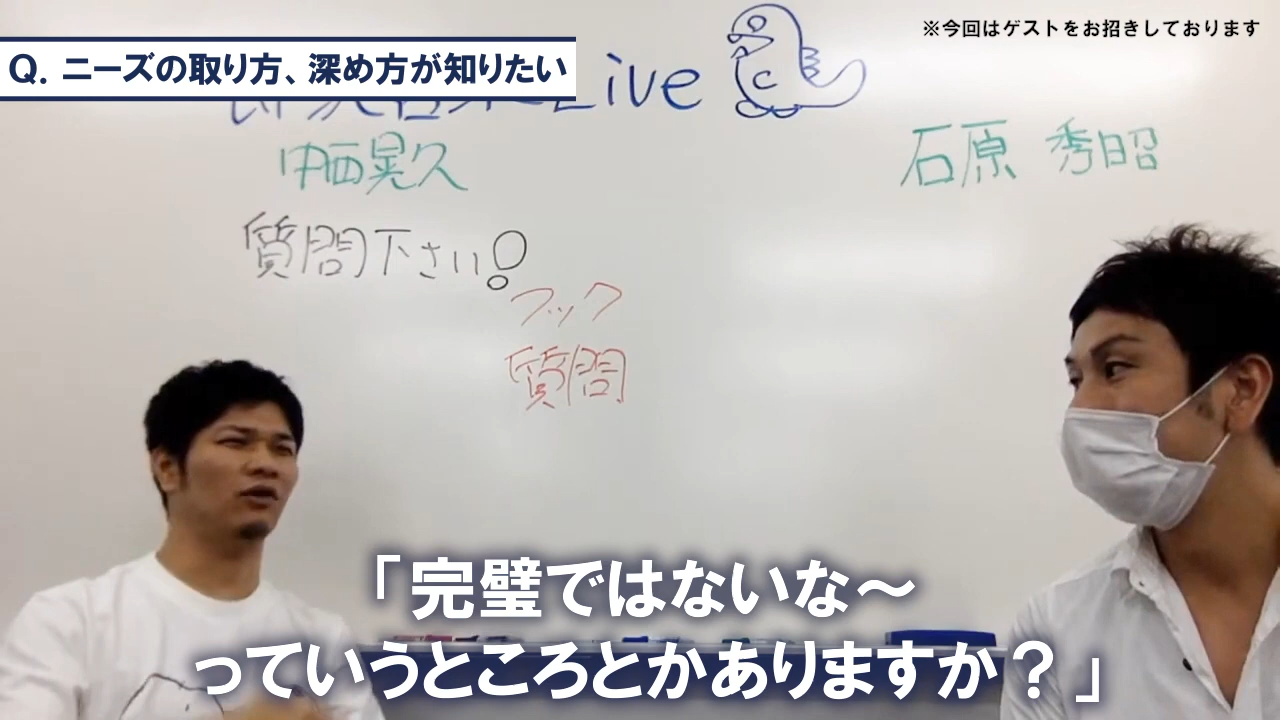 ※今回はゲストをお招きしております
Q. ニーズの取り方、深め方が知りたい
Live
C
中西晃久
石原 秀昭
質問下さい!
フック
質問
「完璧ではないな～
っていうところとかありますか？」